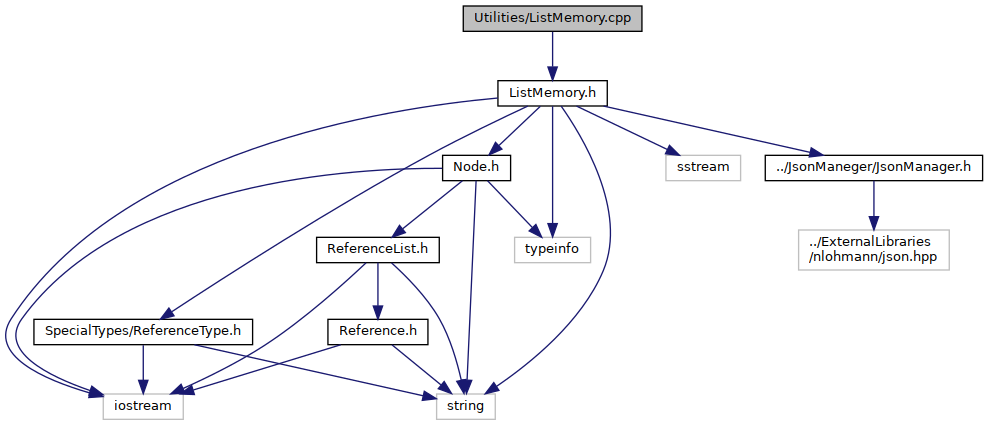 Utilities/ListMemory.cpp
ListMemory.h
Node.h
sstream
../JsonManeger/JsonManager.h
ReferenceList.h
typeinfo
../ExternalLibraries
/nlohmann/json.hpp
SpecialTypes/ReferenceType.h
Reference.h
iostream
string